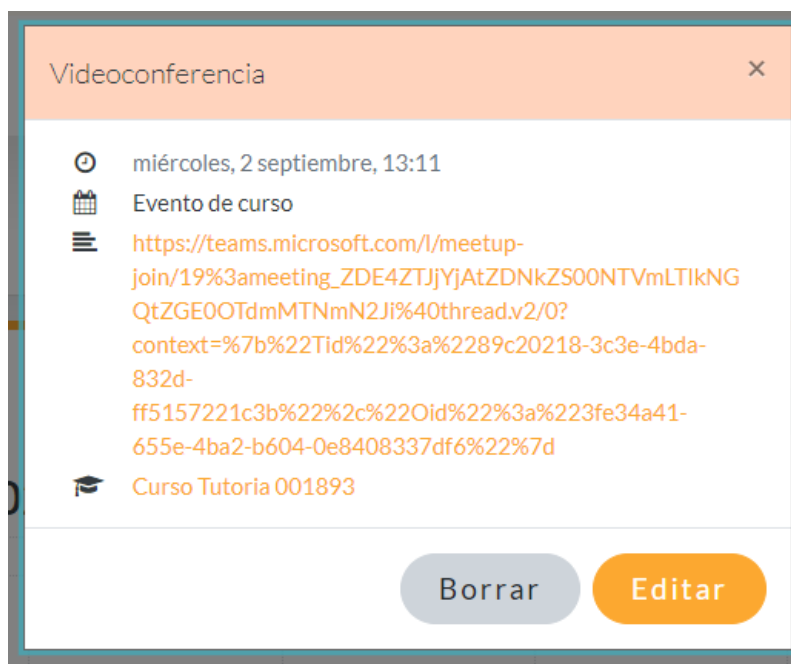 Videoconferencia ×
miércoles, 2 septiembre, 13:11
Evento de curso
https://teams.microsoft.com/l/meetup-
join/19%3ameeting_ZDE4ZTJjYjAtZDNkZS00NTVmLTlkNG
QtZGE0OTdmMTNmN2Ji%40thread.v2/0?
context=%7b%22Tid%22%3a%2289c20218-3c3e-4bda-
832d-
ff5157221c3b%22%2c%22Oid%22%3a%223fe34a41-
655e-4ba2-b604-0e8408337df6%22%7d
Curso Tutoria 001893
Borrar Editar